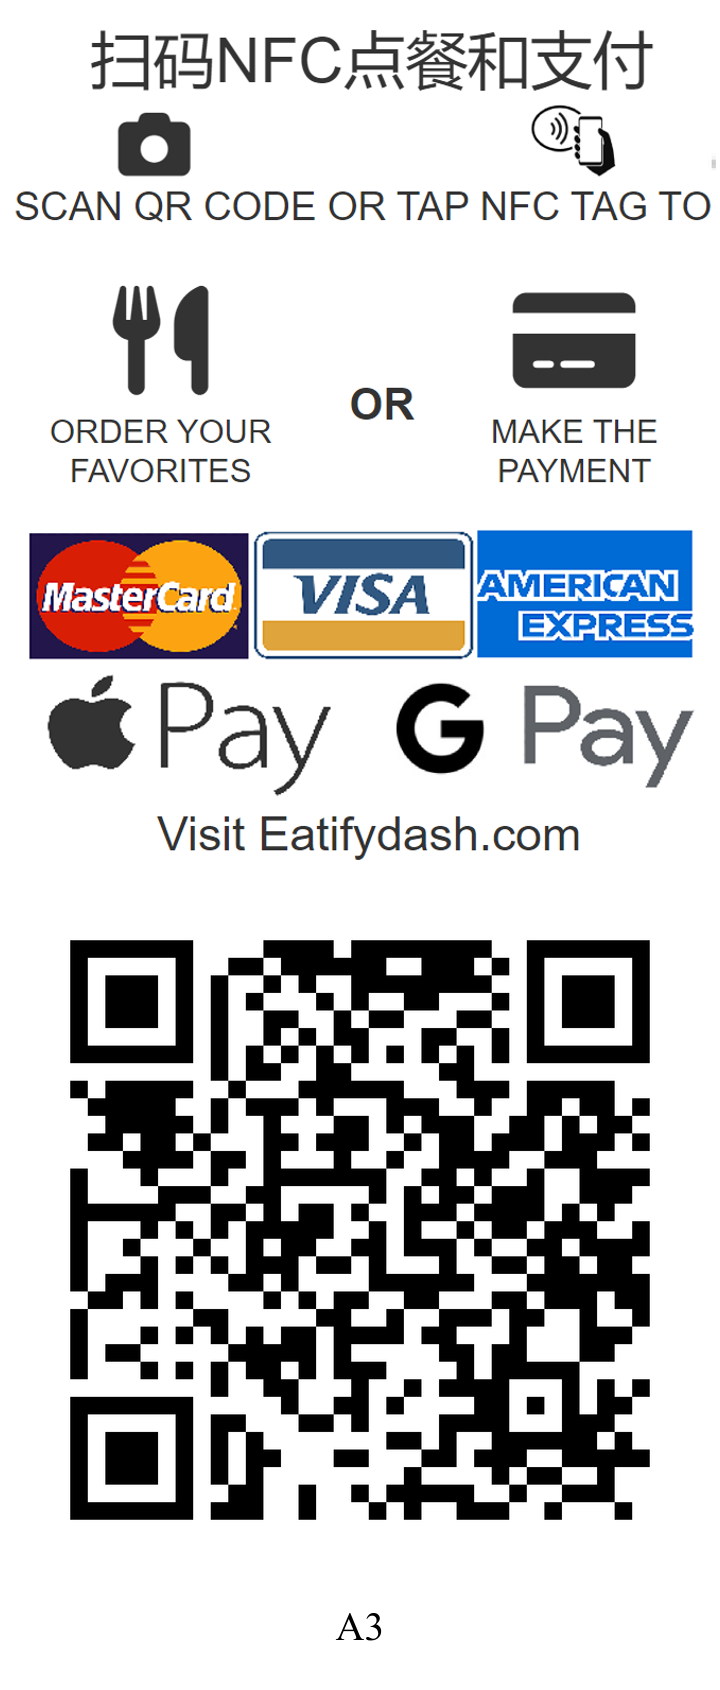 扫码NFC点餐和支付
SCAN QR CODE OR TAP NFC TAG TO
ORDER YOUR
FAVORITES
OR
MAKE THE
PAYMENT
MasterCard
VISA
AMERICAN
EXPRESS
Pay
G Pay
Visit Eatifydash.com
A3